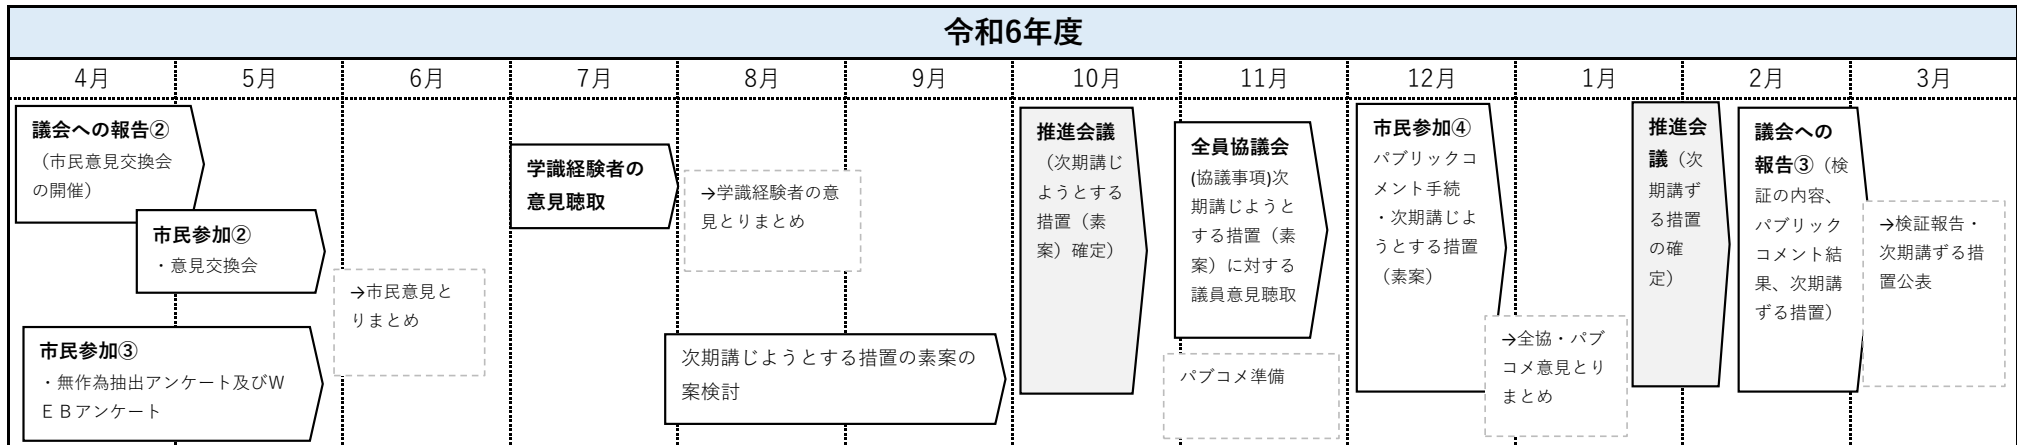 令和6年度
4月
5月
6月
7月
8月
9月
10月
11月
12月
1月
2月
3月
議会への報告②
（市民意見交換会
の開催）
市民参加②
・意見交換会
市民参加③
・無作為抽出アンケート及びW
ＥＢアンケート
→市民意見と
りまとめ
学識経験者の
意見聴取
→学識経験者の意
見とりまとめ
次期講じようとする措置の素案の
案検討
推進会議
（次期講じ
ようとする
措置（素
案）確定）
全員協議会
(協議事項)次
期講じようと
する措置（素
案）に対する
議員意見聴取
パブコメ準備
市民参加④
パブリックコ
メント手続
・次期講じよ
うとする措置
（素案）
→全協・パブ
コメ意見とり
まとめ
推進会
議（次
期講ず
る措置
の確
定）
議会への
報告③（検
証の内容、
パブリック
コメント結
果、次期講
ずる措置）
→検証報告・
次期講ずる措
置公表